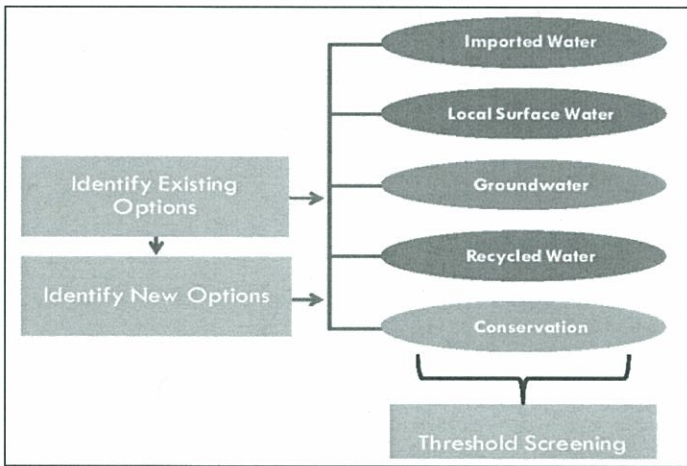 Imported Water
Local Surface Water
Identify Existing
Options
Groundwater
Recycled Water
Identify New Options
Conservation
Threshold Screening